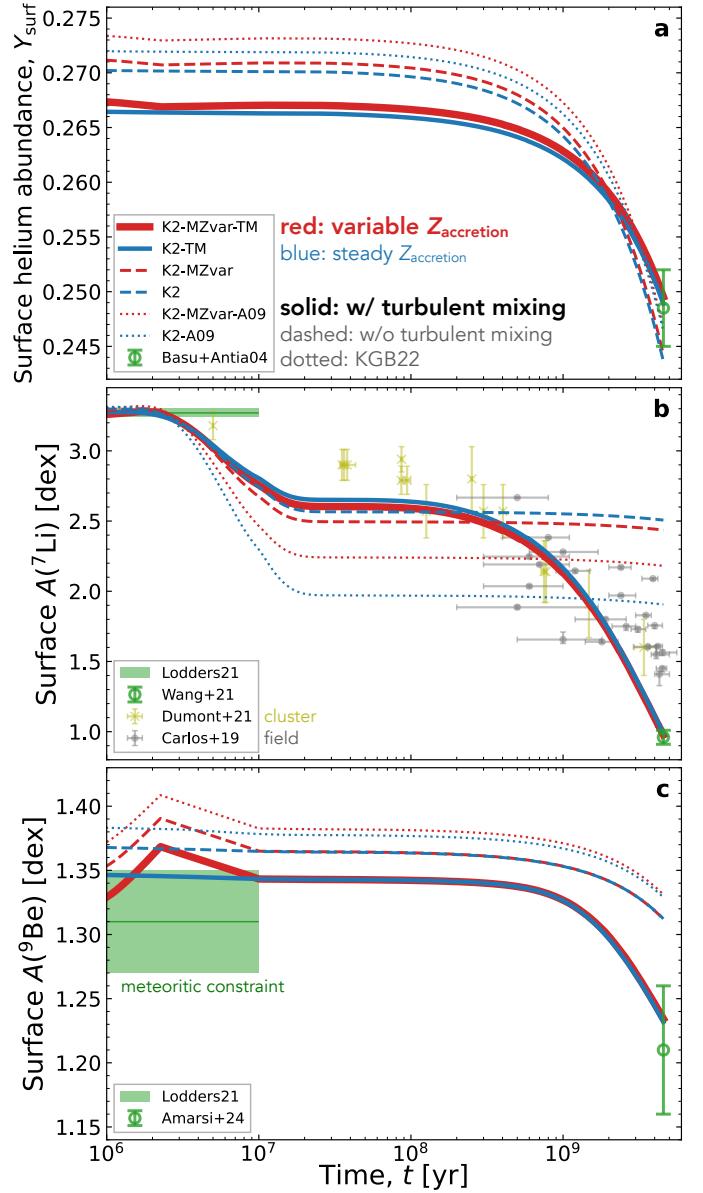 a
Surface helium abundance, Y_surf
0.275
0.270
0.265
0.260
0.255
0.250
0.245
K2-MZvar-TM
K2-TM
K2-MZvar
K2
K2-MZvar-A09
K2-A09
Basu+Antia04
red: variable Z_accretion
blue: steady Z_accretion
solid: w/ turbulent mixing
dashed: w/o turbulent mixing
dotted: KGB22
b
Surface A(⁷Li) [dex]
3.0
2.5
2.0
1.5
1.0
Lodders21
Wang+21
Dumont+21 cluster
Carlos+19 field
c
Surface A(⁹Be) [dex]
1.40
1.35
1.30
1.25
1.20
1.15
meteoritic constraint
Lodders21
Amarsi+24
10⁶ 10⁷ 10⁸ 10⁹
Time, t [yr]